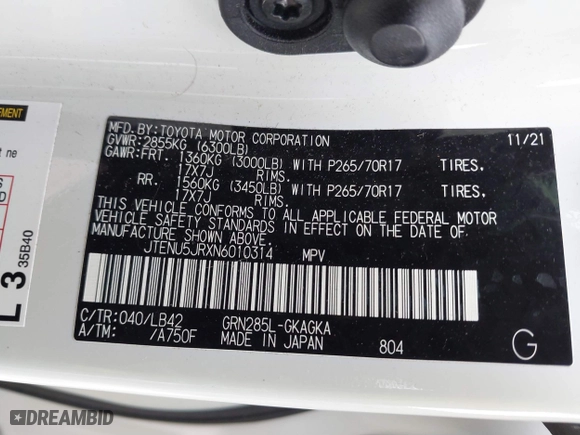 EMENT
t ne
S
D
L 3
35B40
MFD.BY:TOYOTA MOTOR CORPORATION 11/21
GVWR:2855KG (6300LB)
GAWR:FRT. 1360KG (3000LB) WITH P265/70R17 TIRES.
17X7J RIMS.
RR. 1560KG (3450LB) WITH P265/70R17 TIRES.
17X7J RIMS.
THIS VEHICLE CONFORMS TO ALL APPLICABLE FEDERAL MOTOR
VEHICLE SAFETY STANDARDS IN EFFECT ON THE DATE OF
MANUFACTURE SHOWN ABOVE.
JTENU5JRXN6010314 MPV
C/TR:040/LB42 GRN285L-GKAGKA
A/TM: /A750F MADE IN JAPAN 804 G
DREAMBID